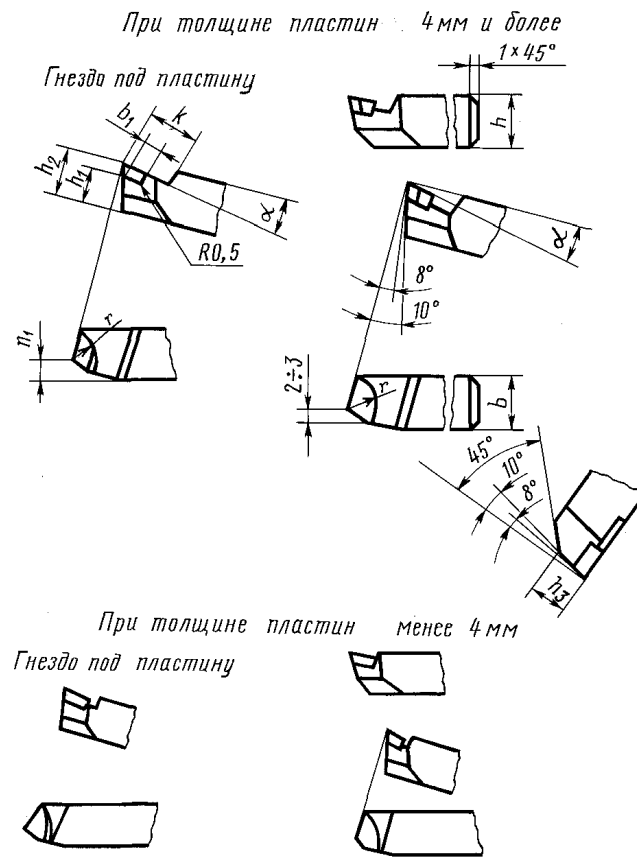 При толщине пластин . 4мм и более
1×45°
Гнездо под пластину
b₁
k
h
h₂
h₁
α
α
R0,5
8°
10°
n₁
r
2÷3
r
b
45°
10°
8°
h₃
При толщине пластин менее 4мм
Гнездо под пластину